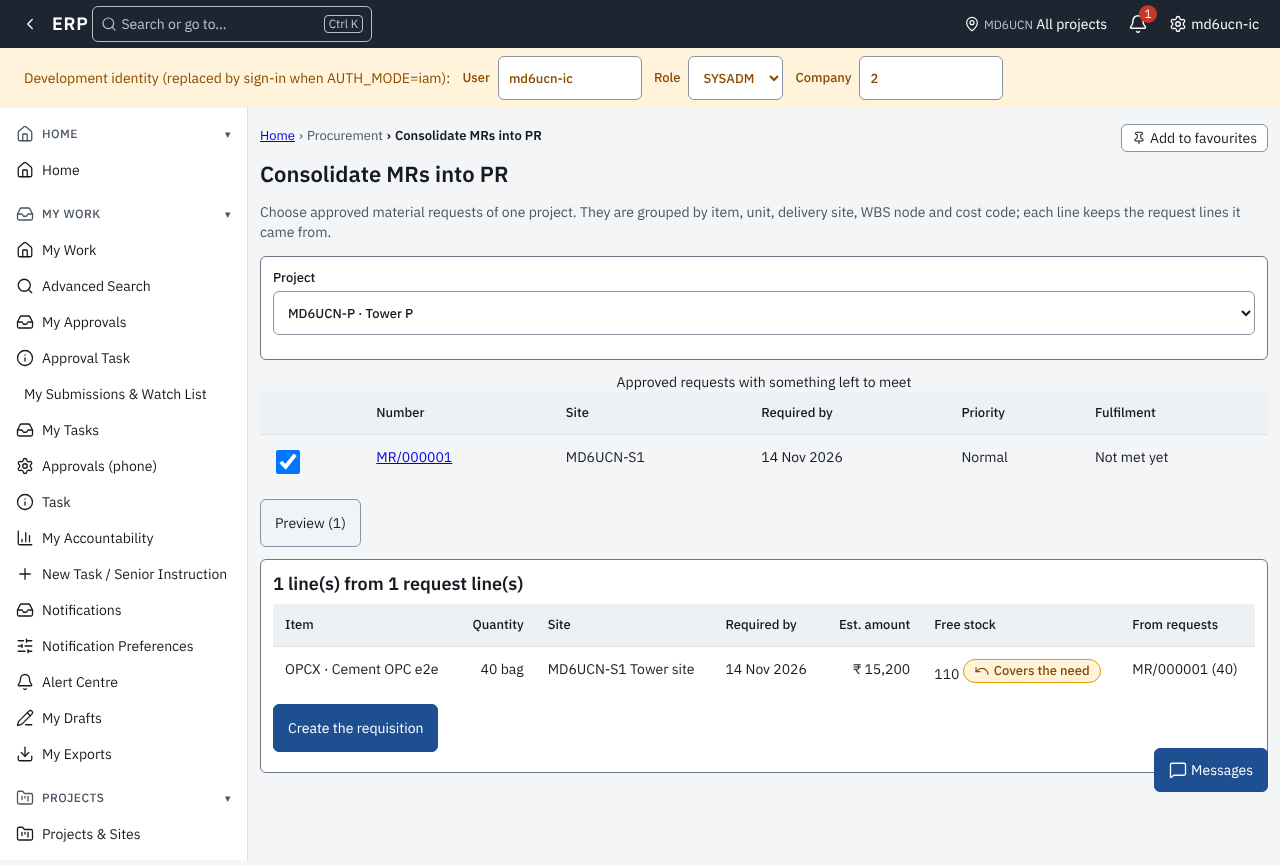 ERP
Search or go to...
Ctrl K
MD6UCN All projects
1
md6ucn-ic
Development identity (replaced by sign-in when AUTH_MODE=iam):
User
md6ucn-ic
Role
SYSADM
Company
2
HOME
Home
MY WORK
My Work
Advanced Search
My Approvals
Approval Task
My Submissions & Watch List
My Tasks
Approvals (phone)
Task
My Accountability
New Task / Senior Instruction
Notifications
Notification Preferences
Alert Centre
My Drafts
My Exports
PROJECTS
Projects & Sites
Home › Procurement › Consolidate MRs into PR
Add to favourites
Consolidate MRs into PR
Choose approved material requests of one project. They are grouped by item, unit, delivery site, WBS node and cost code; each line keeps the request lines it
came from.
Project
MD6UCN-P · Tower P
Approved requests with something left to meet
Number Site Required by Priority Fulfilment
MR/000001 MD6UCN-S1 14 Nov 2026 Normal Not met yet
Preview (1)
1 line(s) from 1 request line(s)
Item Quantity Site Required by Est. amount Free stock From requests
OPCX · Cement OPC e2e 40 bag MD6UCN-S1 Tower site 14 Nov 2026 ₹ 15,200 110 Covers the need MR/000001 (40)
Create the requisition
Messages